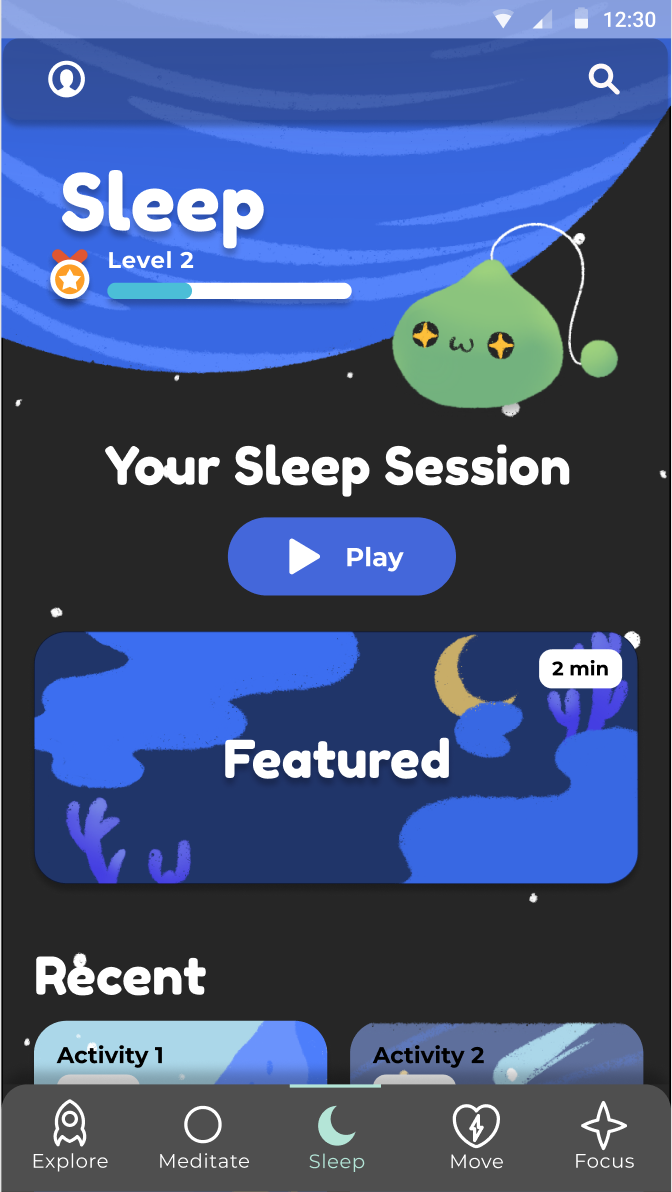 12:30
Sleep
Level 2
Your Sleep Session
Play
2 min
Featured
Recent
Activity 1
Activity 2
Explore
Meditate
Sleep
Move
Focus